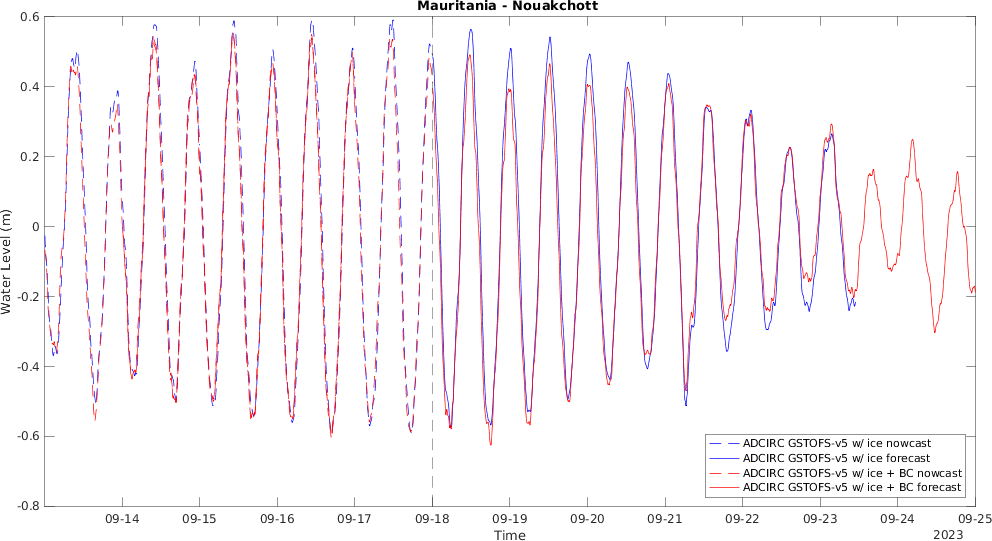 Mauritania - Nouakchott
0.6
0.4
0.2
0
-0.2
-0.4
-0.6
-0.8
Water Level (m)
ADCIRC GSTOFS-v5 w/ ice nowcast
ADCIRC GSTOFS-v5 w/ ice forecast
ADCIRC GSTOFS-v5 w/ ice + BC nowcast
ADCIRC GSTOFS-v5 w/ ice + BC forecast
09-14 09-15 09-16 09-17 09-18 09-19 09-20 09-21 09-22 09-23 09-24 09-25
Time
2023